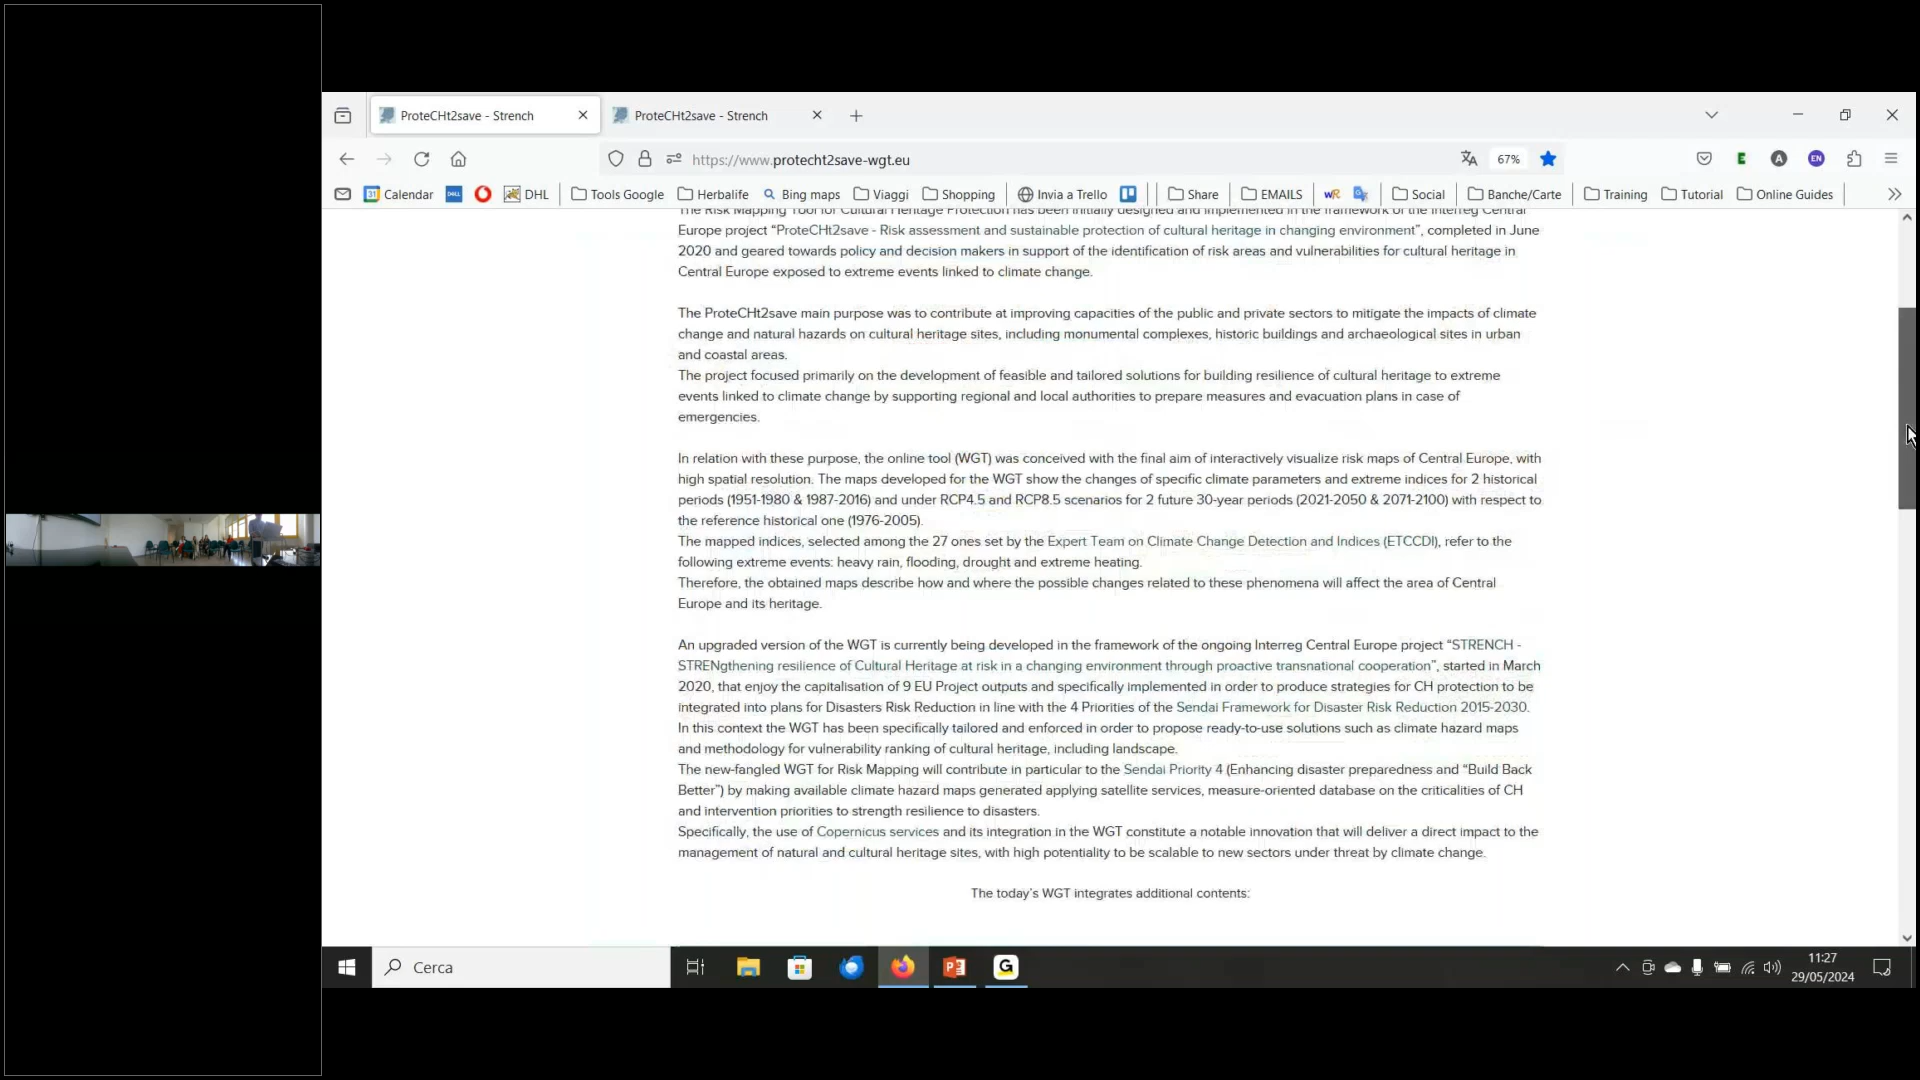 ProteCHt2save - Strench
ProteCHt2save - Strench
https://www.protecht2save-wgt.eu
67%
E
A
EN
31
Calendar
DELL
DHL
Tools Google
Herbalife
Bing maps
Viaggi
Shopping
Invia a Trello
Share
EMAILS
wR
Social
Banche/Carte
Training
Tutorial
Online Guides
The Risk Mapping Tool for Cultural Heritage Protection has been initially designed and implemented in the framework of the Interreg Central
Europe project “ProteCHt2save - Risk assessment and sustainable protection of cultural heritage in changing environment”, completed in June
2020 and geared towards policy and decision makers in support of the identification of risk areas and vulnerabilities for cultural heritage in
Central Europe exposed to extreme events linked to climate change.
The ProteCHt2save main purpose was to contribute at improving capacities of the public and private sectors to mitigate the impacts of climate
change and natural hazards on cultural heritage sites, including monumental complexes, historic buildings and archaeological sites in urban
and coastal areas.
The project focused primarily on the development of feasible and tailored solutions for building resilience of cultural heritage to extreme
events linked to climate change by supporting regional and local authorities to prepare measures and evacuation plans in case of
emergencies.
In relation with these purpose, the online tool (WGT) was conceived with the final aim of interactively visualize risk maps of Central Europe, with
high spatial resolution. The maps developed for the WGT show the changes of specific climate parameters and extreme indices for 2 historical
periods (1951-1980 & 1987-2016) and under RCP4.5 and RCP8.5 scenarios for 2 future 30-year periods (2021-2050 & 2071-2100) with respect to
the reference historical one (1976-2005).
The mapped indices, selected among the 27 ones set by the Expert Team on Climate Change Detection and Indices (ETCCDI), refer to the
following extreme events: heavy rain, flooding, drought and extreme heating.
Therefore, the obtained maps describe how and where the possible changes related to these phenomena will affect the area of Central
Europe and its heritage.
An upgraded version of the WGT is currently being developed in the framework of the ongoing Interreg Central Europe project “STRENCH -
STRENgthening resilience of Cultural Heritage at risk in a changing environment through proactive transnational cooperation”, started in March
2020, that enjoy the capitalisation of 9 EU Project outputs and specifically implemented in order to produce strategies for CH protection to be
integrated into plans for Disasters Risk Reduction in line with the 4 Priorities of the Sendai Framework for Disaster Risk Reduction 2015-2030.
In this context the WGT has been specifically tailored and enforced in order to propose ready-to-use solutions such as climate hazard maps
and methodology for vulnerability ranking of cultural heritage, including landscape.
The new-fangled WGT for Risk Mapping will contribute in particular to the Sendai Priority 4 (Enhancing disaster preparedness and “Build Back
Better”) by making available climate hazard maps generated applying satellite services, measure-oriented database on the criticalities of CH
and intervention priorities to strength resilience to disasters.
Specifically, the use of Copernicus services and its integration in the WGT constitute a notable innovation that will deliver a direct impact to the
management of natural and cultural heritage sites, with high potentiality to be scalable to new sectors under threat by climate change.
The today’s WGT integrates additional contents:
Cerca
G
11:27
29/05/2024